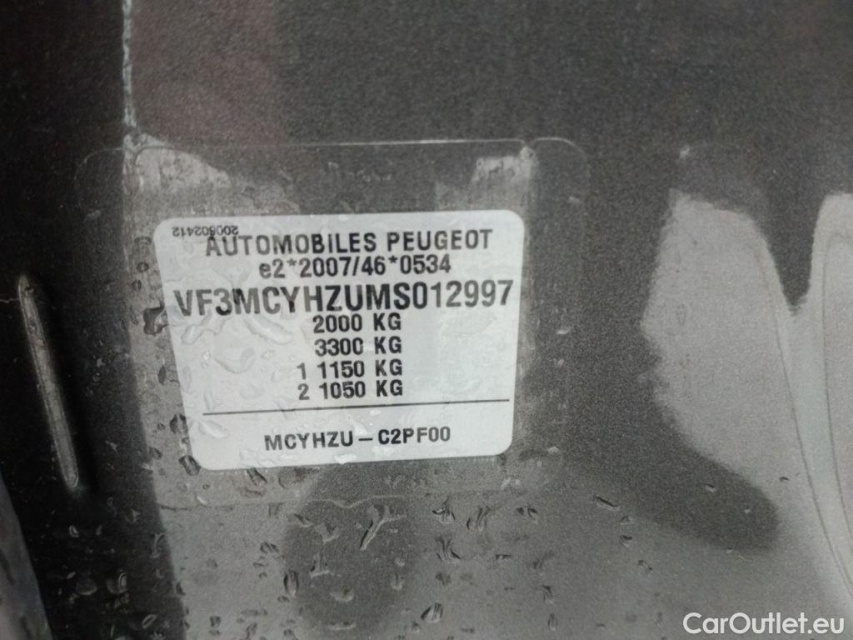 200602412
AUTOMOBILES PEUGEOT
e2*2007/46*0534
VF3MCYHZUMS012997
2000 KG
3300 KG
1 1150 KG
2 1050 KG
MCYHZU-C2PF00
CarOutlet.eu